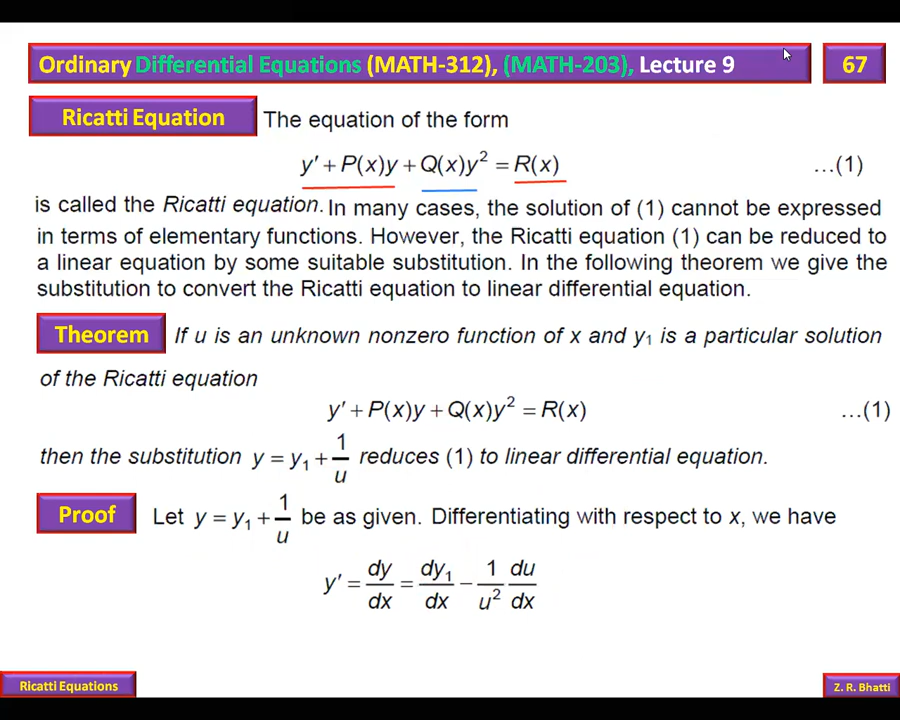 Ordinary Differential Equations (MATH-312), (MATH-203), Lecture 9
67
Ricatti Equation The equation of the form
y′ + P(x)y + Q(x)y² = R(x) ...(1)
is called the Ricatti equation. In many cases, the solution of (1) cannot be expressed
in terms of elementary functions. However, the Ricatti equation (1) can be reduced to
a linear equation by some suitable substitution. In the following theorem we give the
substitution to convert the Ricatti equation to linear differential equation.
Theorem If u is an unknown nonzero function of x and y₁ is a particular solution
of the Ricatti equation
y′ + P(x)y + Q(x)y² = R(x) ...(1)
then the substitution y = y₁ + 1/u reduces (1) to linear differential equation.
Proof Let y = y₁ + 1/u be as given. Differentiating with respect to x, we have
y′ = dy/dx = dy₁/dx − 1/u² du/dx
Ricatti Equations
Z. R. Bhatti